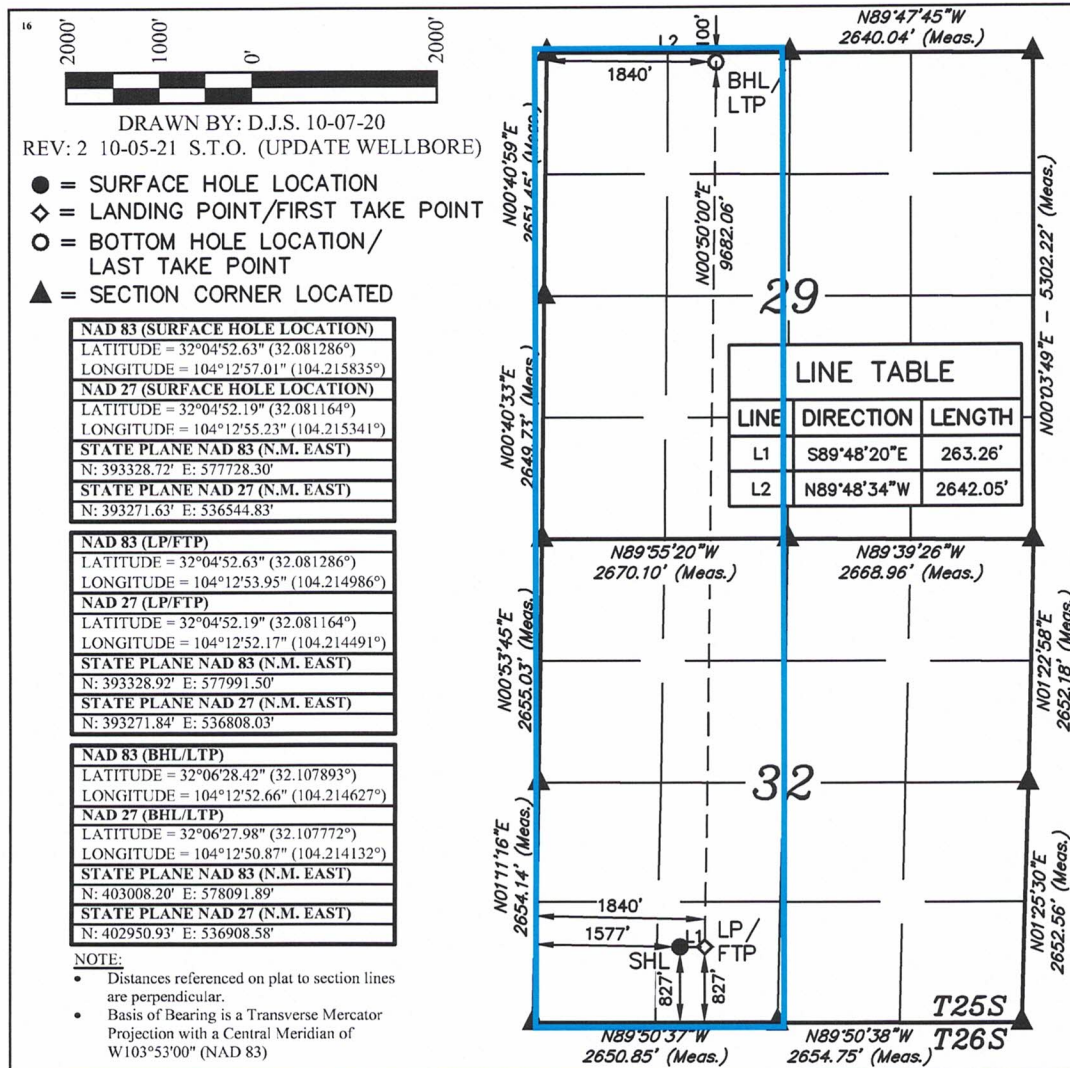 16
2000'
1000'
0'
2000'
DRAWN BY: D.J.S. 10-07-20
REV: 2 10-05-21 S.T.O. (UPDATE WELLBORE)
● = SURFACE HOLE LOCATION
◇ = LANDING POINT/FIRST TAKE POINT
○ = BOTTOM HOLE LOCATION/
LAST TAKE POINT
▲ = SECTION CORNER LOCATED
NAD 83 (SURFACE HOLE LOCATION)
LATITUDE = 32°04'52.63" (32.081286°)
LONGITUDE = 104°12'57.01" (104.215835°)
NAD 27 (SURFACE HOLE LOCATION)
LATITUDE = 32°04'52.19" (32.081164°)
LONGITUDE = 104°12'55.23" (104.215341°)
STATE PLANE NAD 83 (N.M. EAST)
N: 393328.72' E: 577728.30'
STATE PLANE NAD 27 (N.M. EAST)
N: 393271.63' E: 536544.83'
NAD 83 (LP/FTP)
LATITUDE = 32°04'52.63" (32.081286°)
LONGITUDE = 104°12'53.95" (104.214986°)
NAD 27 (LP/FTP)
LATITUDE = 32°04'52.19" (32.081164°)
LONGITUDE = 104°12'52.17" (104.214491°)
STATE PLANE NAD 83 (N.M. EAST)
N: 393328.92' E: 577991.50'
STATE PLANE NAD 27 (N.M. EAST)
N: 393271.84' E: 536808.03'
NAD 83 (BHL/LTP)
LATITUDE = 32°06'28.42" (32.107893°)
LONGITUDE = 104°12'52.66" (104.214627°)
NAD 27 (BHL/LTP)
LATITUDE = 32°06'27.98" (32.107772°)
LONGITUDE = 104°12'50.87" (104.214132°)
STATE PLANE NAD 83 (N.M. EAST)
N: 403008.20' E: 578091.89'
STATE PLANE NAD 27 (N.M. EAST)
N: 402950.93' E: 536908.58'
NOTE:
• Distances referenced on plat to section lines
are perpendicular.
• Basis of Bearing is a Transverse Mercator
Projection with a Central Meridian of
W103°53'00" (NAD 83)
L2
100'
N89°47'45"W
2640.04' (Meas.)
1840'
BHL/
LTP
N00°40'59"E
2651.45' (Meas.)
N00°50'00"E
9682.06'
N00°03'49"E - 5302.22' (Meas.)
29
LINE TABLE
LINE DIRECTION LENGTH
L1 S89°48'20"E 263.26'
L2 N89°48'34"W 2642.05'
N00°40'33"E
2649.73' (Meas.)
N89°55'20"W
2670.10' (Meas.)
N89°39'26"W
2668.96' (Meas.)
N00°53'45"E
2655.03' (Meas.)
N01°22'58"E
2652.18' (Meas.)
32
N01°11'16"E
2654.14' (Meas.)
N01°25'30"E
2652.56' (Meas.)
1840'
1577'
L1
LP/
FTP
SHL
827'
827'
T25S
T26S
N89°50'37"W
2650.85' (Meas.)
N89°50'38"W
2654.75' (Meas.)